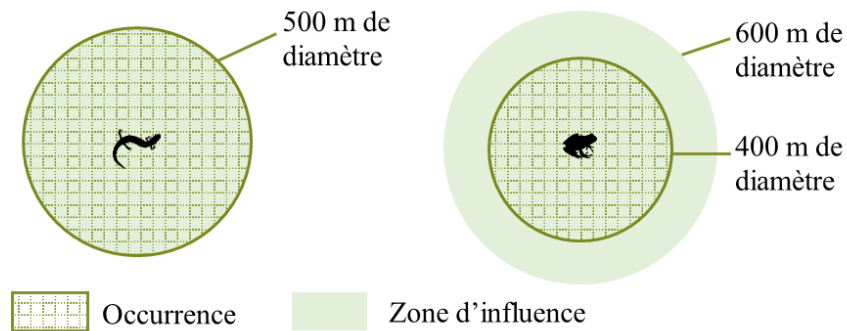 500 m de
diamètre
600 m de
diamètre
400 m de
diamètre
Occurrence
Zone d'influence